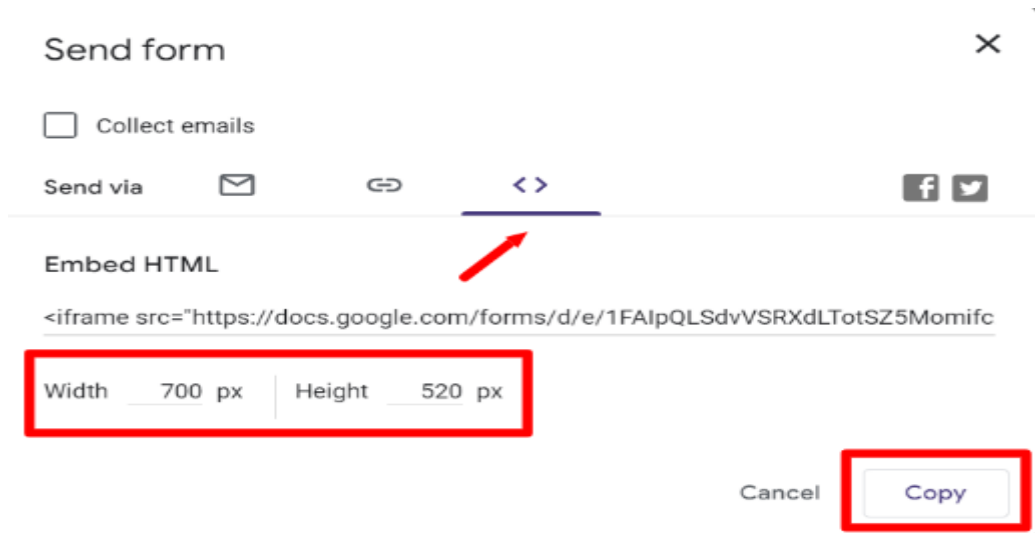 Send form
Collect emails
Send via
Embed HTML
<iframe src="https://docs.google.com/forms/d/e/1FAIpQLSdvVSRXdLTotSZ5Momifc
Width 700 px Height 520 px
Cancel Copy